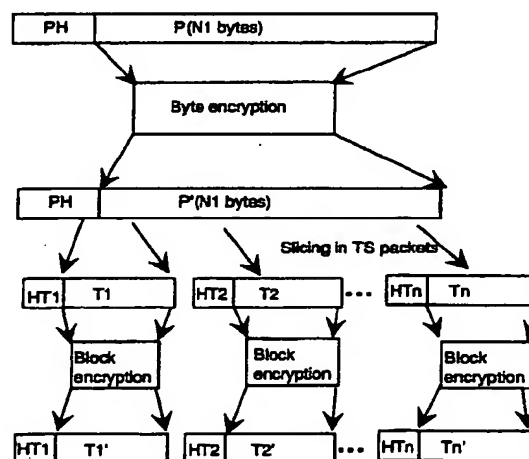 PH P(N1 bytes)
Byte encryption
PH P'(N1 bytes)
Slicing in TS packets
HT1 T1 HT2 T2 ... HTn Tn
Block encryption Block encryption Block encryption
HT1 T1' HT2 T2' ... HTn Tn'